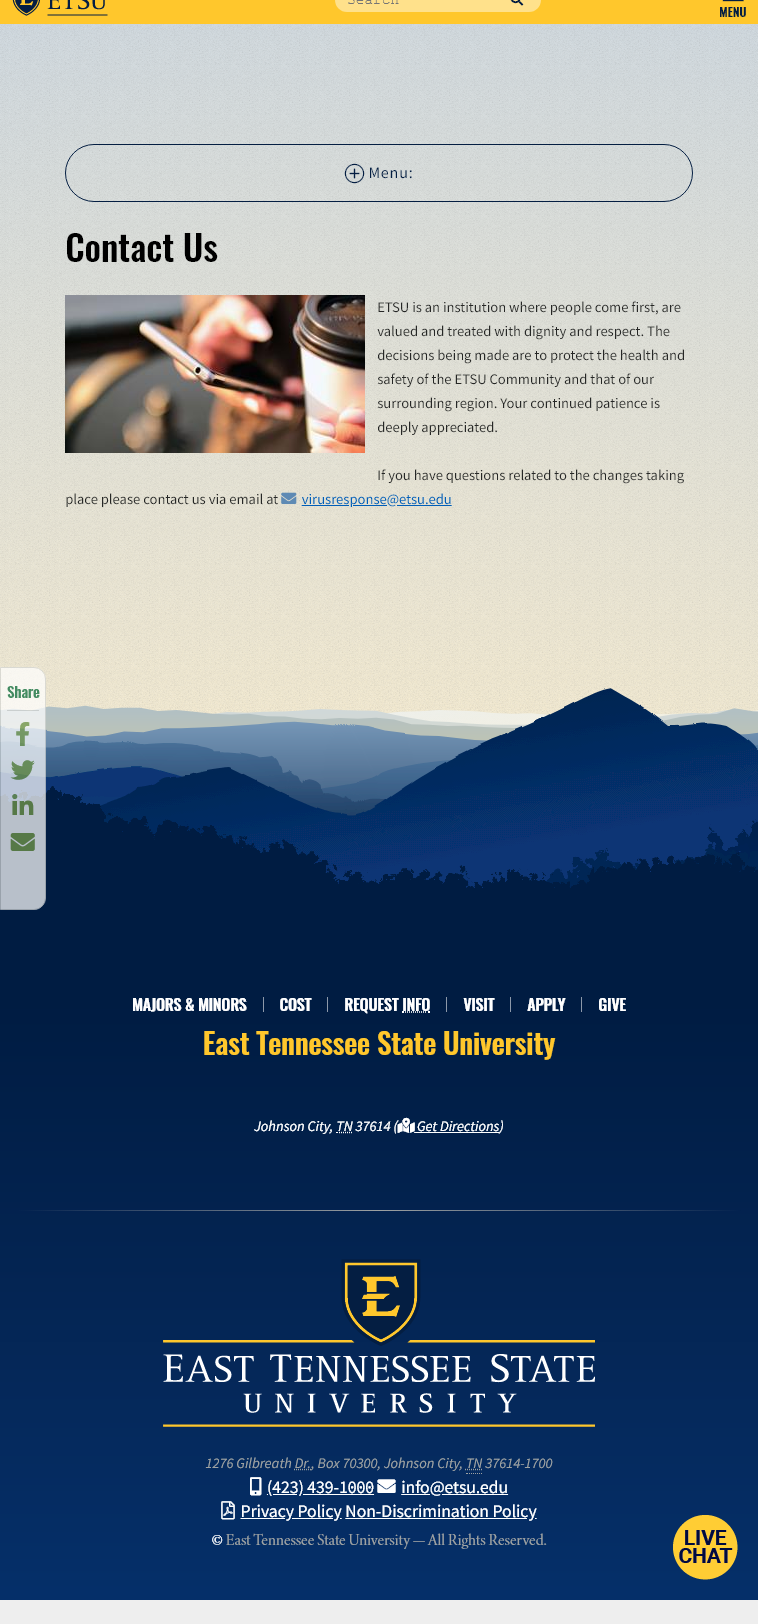 ETSU
Search
MENU
Menu:
Contact Us
ETSU is an institution where people come first, are
valued and treated with dignity and respect. The
decisions being made are to protect the health and
safety of the ETSU Community and that of our
surrounding region. Your continued patience is
deeply appreciated.
If you have questions related to the changes taking
place please contact us via email at virusresponse@etsu.edu
Share
MAJORS & MINORS | COST | REQUEST INFO | VISIT | APPLY | GIVE
East Tennessee State University
Johnson City, TN 37614 ( Get Directions)
E
EAST TENNESSEE STATE
UNIVERSITY
1276 Gilbreath Dr., Box 70300, Johnson City, TN 37614-1700
(423) 439-1000 info@etsu.edu
Privacy Policy Non-Discrimination Policy
© East Tennessee State University — All Rights Reserved.
LIVE
CHAT